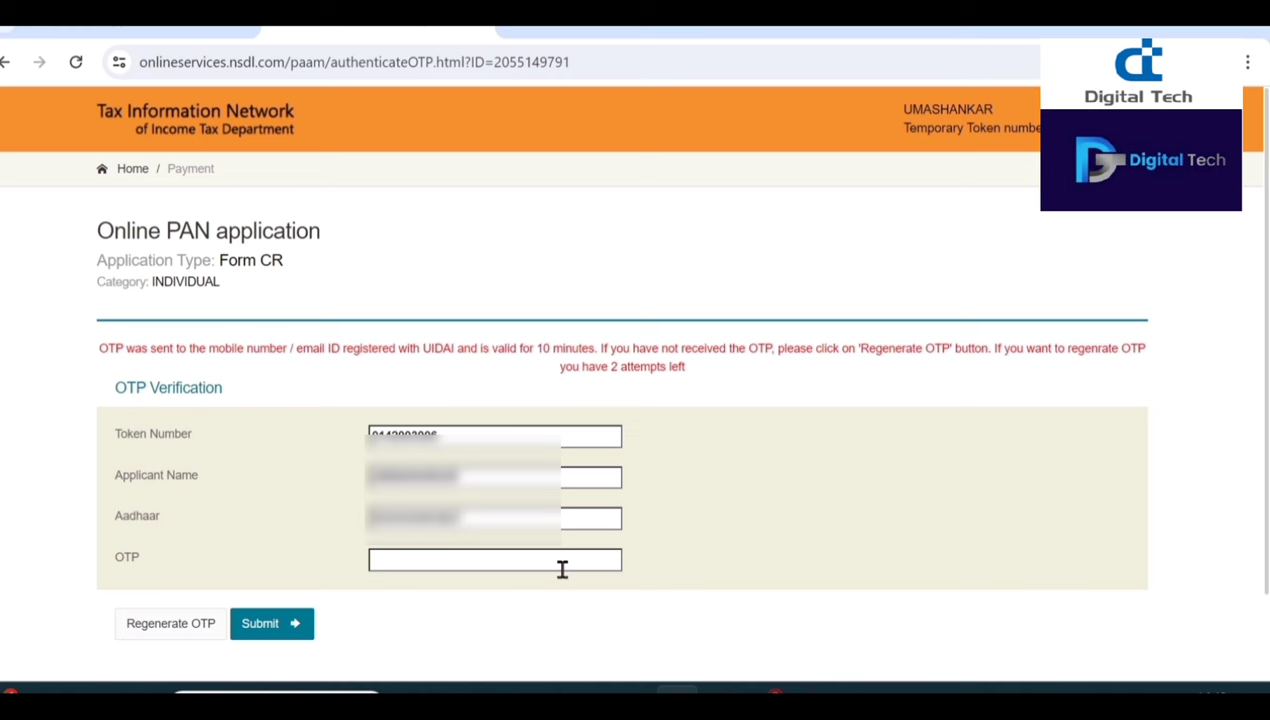 onlineservices.nsdl.com/paam/authenticateOTP.html?ID=2055149791
Digital Tech
Digital Tech
Tax Information Network
of Income Tax Department
UMASHANKAR
Temporary Token numbe
Home / Payment
Online PAN application
Application Type: Form CR
Category: INDIVIDUAL
OTP was sent to the mobile number / email ID registered with UIDAI and is valid for 10 minutes. If you have not received the OTP, please click on 'Regenerate OTP' button. If you want to regenrate OTP
you have 2 attempts left
OTP Verification
Token Number
Applicant Name
Aadhaar
OTP
Regenerate OTP
Submit